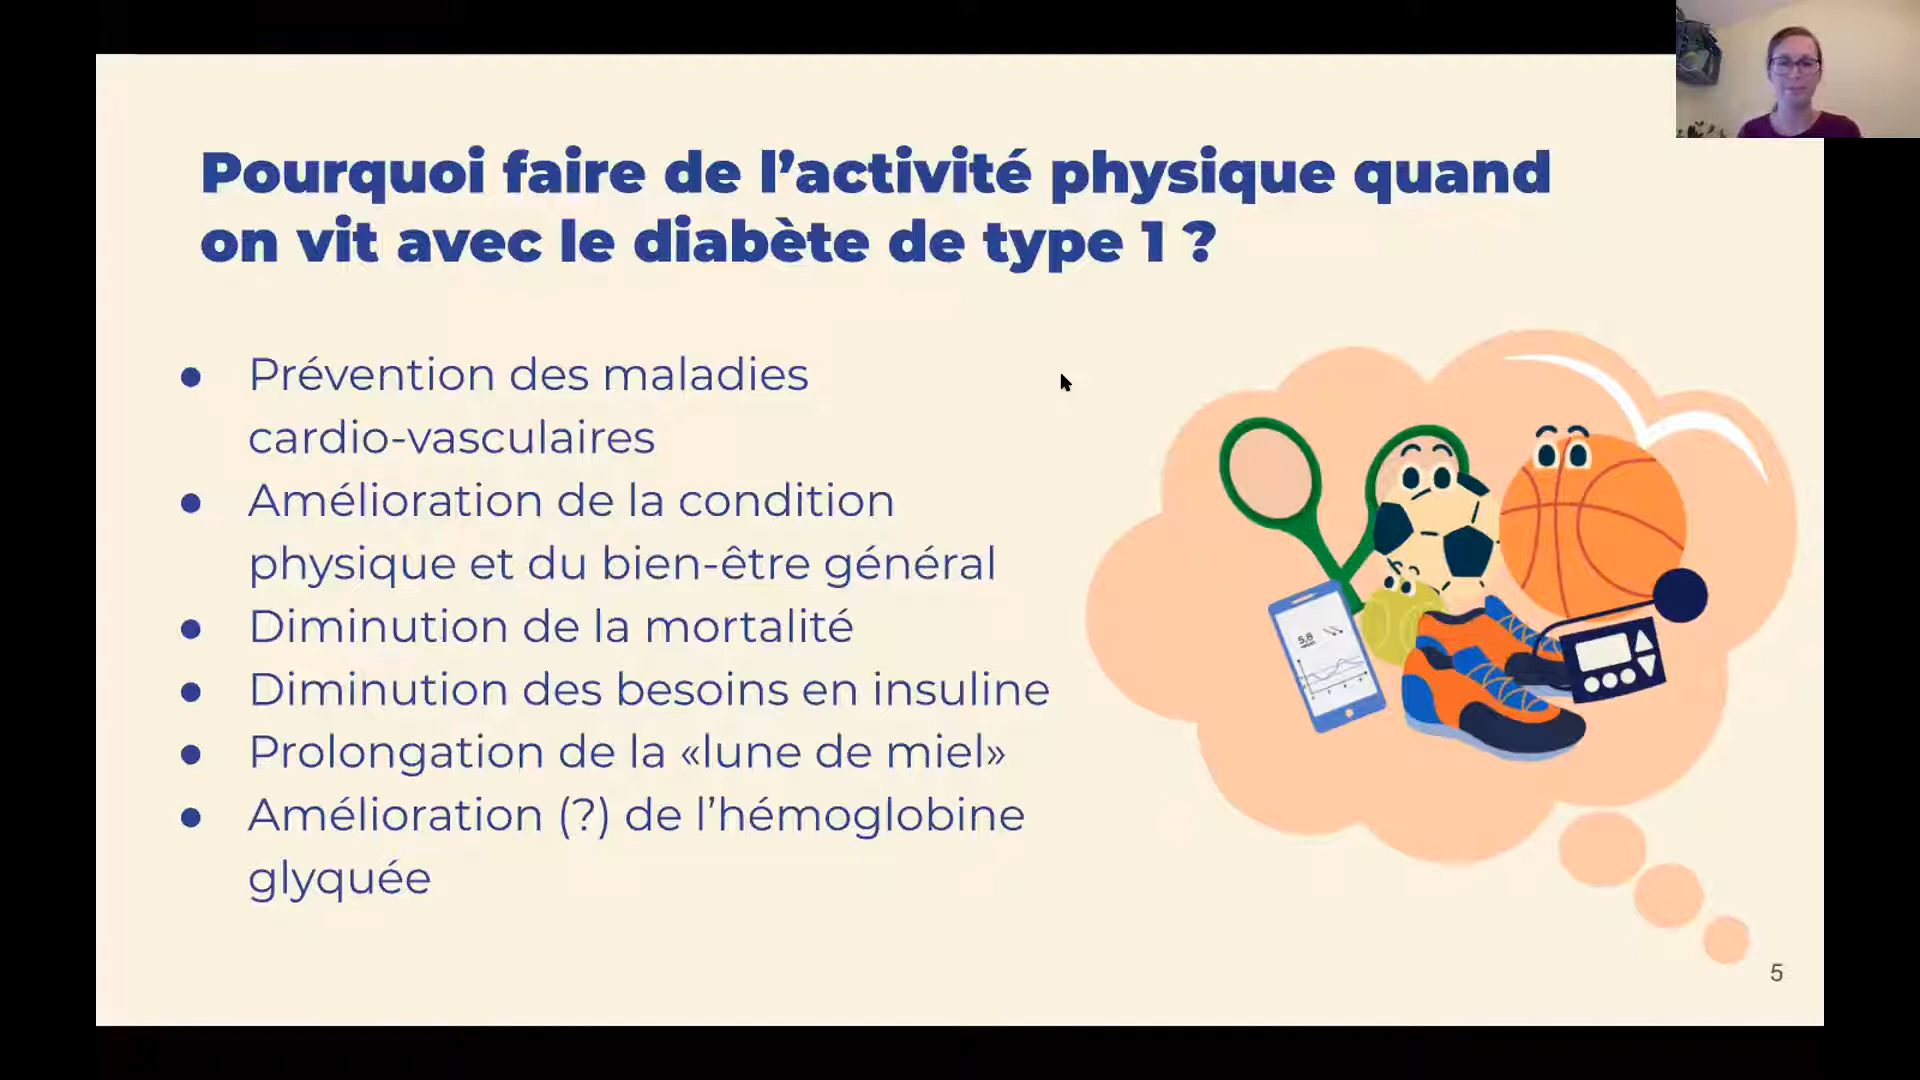 Pourquoi faire de l’activité physique quand
on vit avec le diabète de type 1 ?
● Prévention des maladies
cardio-vasculaires
● Amélioration de la condition
physique et du bien-être général
● Diminution de la mortalité
● Diminution des besoins en insuline
● Prolongation de la «lune de miel»
● Amélioration (?) de l’hémoglobine
glyquée
5.8
5